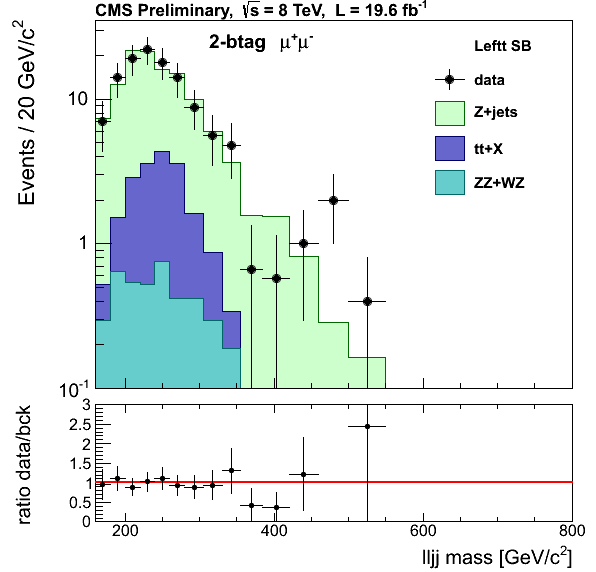 CMS Preliminary, √s = 8 TeV, L = 19.6 fb⁻¹
2-btag μ⁺μ⁻
Leftt SB
data
Z+jets
tt+X
ZZ+WZ
Events / 20 GeV/c²
10
1
10⁻¹
ratio data/bck
3
2.5
2
1.5
1
0.5
0
200 400 600 800
lljj mass [GeV/c²]